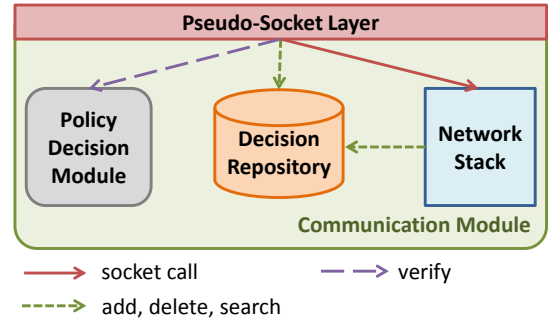 Pseudo-Socket Layer
Policy
Decision
Module
Decision
Repository
Network
Stack
Communication Module
socket call
verify
add, delete, search